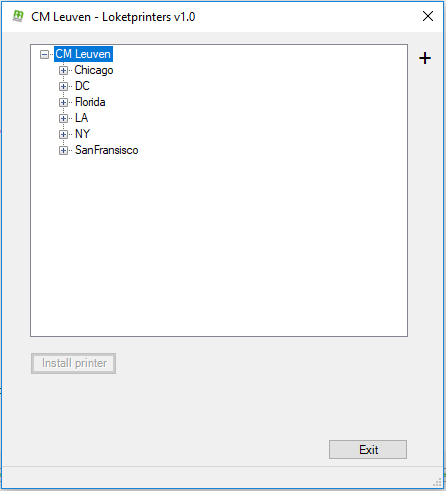 CM Leuven - Loketprinters v1.0
CM Leuven
Chicago
DC
Florida
LA
NY
SanFransisco
Install printer
Exit